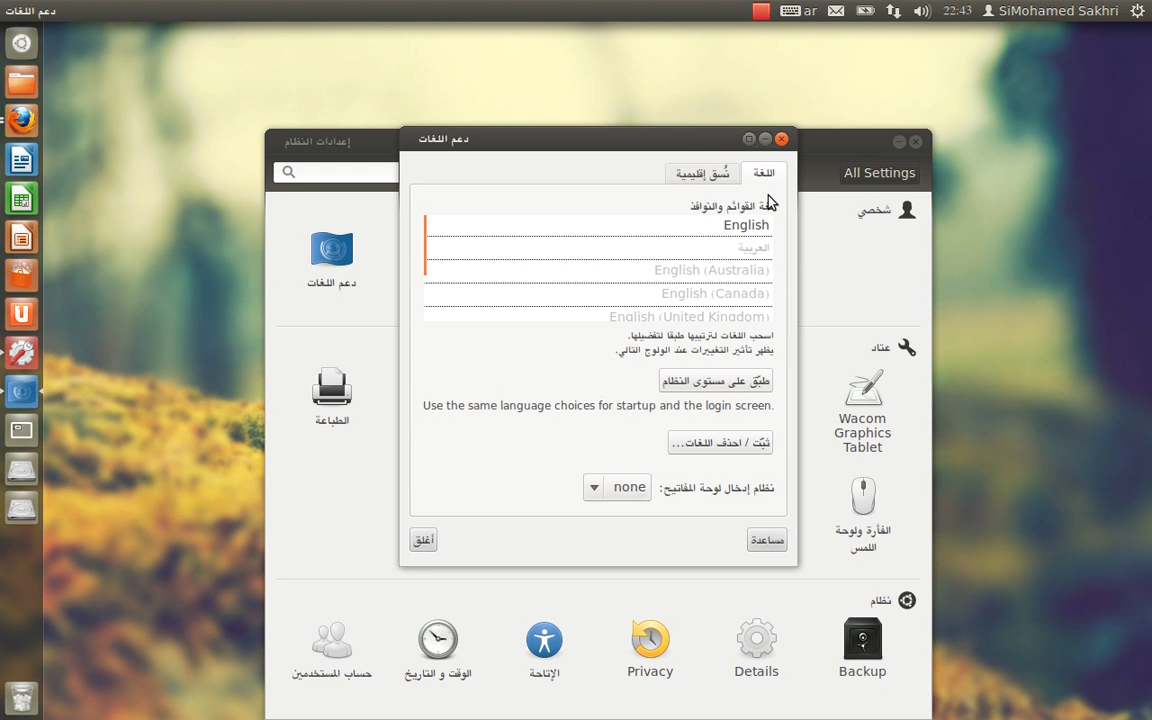 دعم اللغات
ar
22:43
SiMohamed Sakhri
إعدادات النظام
All Settings
دعم اللغات
اللغة
نُسق إقليمية
القوائم والنوافذ
English
العربية
English (Australia)
English (Canada)
English (United Kingdom)
اسحب اللغات لترتيبها طبقا لتفضيلها.
يظهر تأثير التغييرات عند الولوج التالي.
طبّق على مستوى النظام
Use the same language choices for startup and the login screen.
ثبّت / احذف اللغات...
نظام إدخال لوحة المفاتيح:
none
مساعدة
أغلق
شخصي
دعم اللغات
عتاد
Wacom
Graphics
Tablet
الطباعة
الفأرة ولوحة
اللمس
نظام
Backup
Details
Privacy
الإتاحة
الوقت و التاريخ
حساب المستخدمين